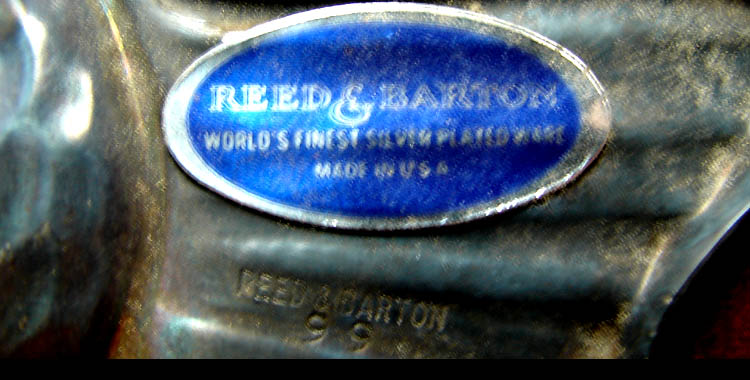 REED & BARTON
WORLD'S FINEST SILVER PLATED WARE
MADE IN U S A
REED & BARTON
99